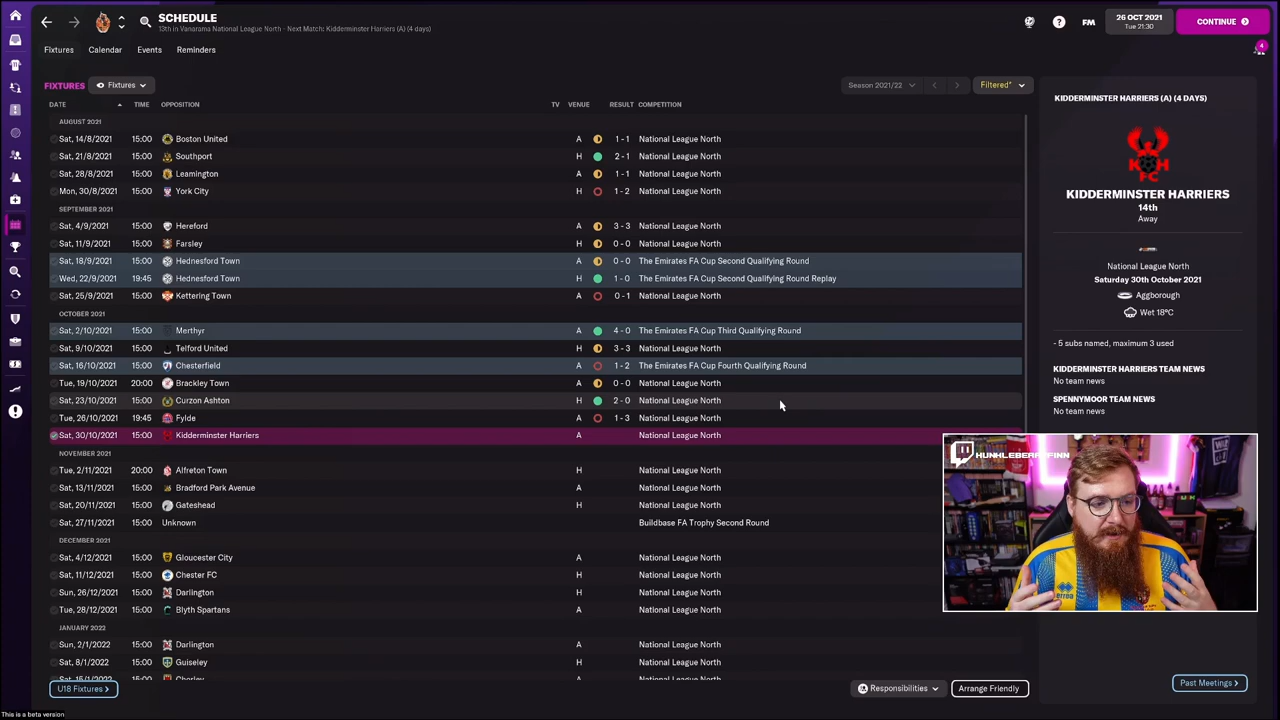 SCHEDULE
13th in Vanarama National League North - Next Match: Kidderminster Harriers (A) (4 days)
FM
26 OCT 2021
Tue 21:30
CONTINUE
4
Fixtures Calendar Events Reminders
FIXTURES Fixtures Season 2021/22 Filtered*
DATE TIME OPPOSITION TV VENUE RESULT COMPETITION
AUGUST 2021
Sat, 14/8/2021 15:00 Boston United A 1 - 1 National League North
Sat, 21/8/2021 15:00 Southport H 2 - 1 National League North
Sat, 28/8/2021 15:00 Leamington A 1 - 1 National League North
Mon, 30/8/2021 15:00 York City H 1 - 2 National League North
SEPTEMBER 2021
Sat, 4/9/2021 15:00 Hereford A 3 - 3 National League North
Sat, 11/9/2021 15:00 Farsley H 0 - 0 National League North
Sat, 18/9/2021 15:00 Hednesford Town A 0 - 0 The Emirates FA Cup Second Qualifying Round
Wed, 22/9/2021 19:45 Hednesford Town H 1 - 0 The Emirates FA Cup Second Qualifying Round Replay
Sat, 25/9/2021 15:00 Kettering Town A 0 - 1 National League North
OCTOBER 2021
Sat, 2/10/2021 15:00 Merthyr A 4 - 0 The Emirates FA Cup Third Qualifying Round
Sat, 9/10/2021 15:00 Telford United A 3 - 3 National League North
Sat, 16/10/2021 15:00 Chesterfield A 1 - 2 The Emirates FA Cup Fourth Qualifying Round
Tue, 19/10/2021 20:00 Brackley Town A 0 - 0 National League North
Sat, 23/10/2021 15:00 Curzon Ashton H 2 - 0 National League North
Tue, 26/10/2021 19:45 Fylde A 1 - 3 National League North
Sat, 30/10/2021 15:00 Kidderminster Harriers A National League North
NOVEMBER 2021
Tue, 2/11/2021 20:00 Alfreton Town H National League North
Sat, 13/11/2021 15:00 Bradford Park Avenue A National League North
Sat, 20/11/2021 15:00 Gateshead H National League North
Sat, 27/11/2021 15:00 Unknown Buildbase FA Trophy Second Round
DECEMBER 2021
Sat, 4/12/2021 15:00 Gloucester City A National League North
Sat, 11/12/2021 15:00 Chester FC H National League North
Sun, 26/12/2021 15:00 Darlington H National League North
Tue, 28/12/2021 15:00 Blyth Spartans A National League North
JANUARY 2022
Sun, 2/1/2022 15:00 Darlington A National League North
Sat, 8/1/2022 15:00 Guiseley H National League North
Sat, 15/1/2022 15:00 Chorley A National League North
U18 Fixtures Responsibilities Arrange Friendly
This is a beta version
KIDDERMINSTER HARRIERS (A) (4 DAYS)
KH
FC
KIDDERMINSTER HARRIERS
14th
Away
National League North
Saturday 30th October 2021
Aggborough
Wet 18°C
- 5 subs named, maximum 3 used
KIDDERMINSTER HARRIERS TEAM NEWS
No team news
SPENNYMOOR TEAM NEWS
No team news
HUNKLEBERRYFINN
errea
Past Meetings